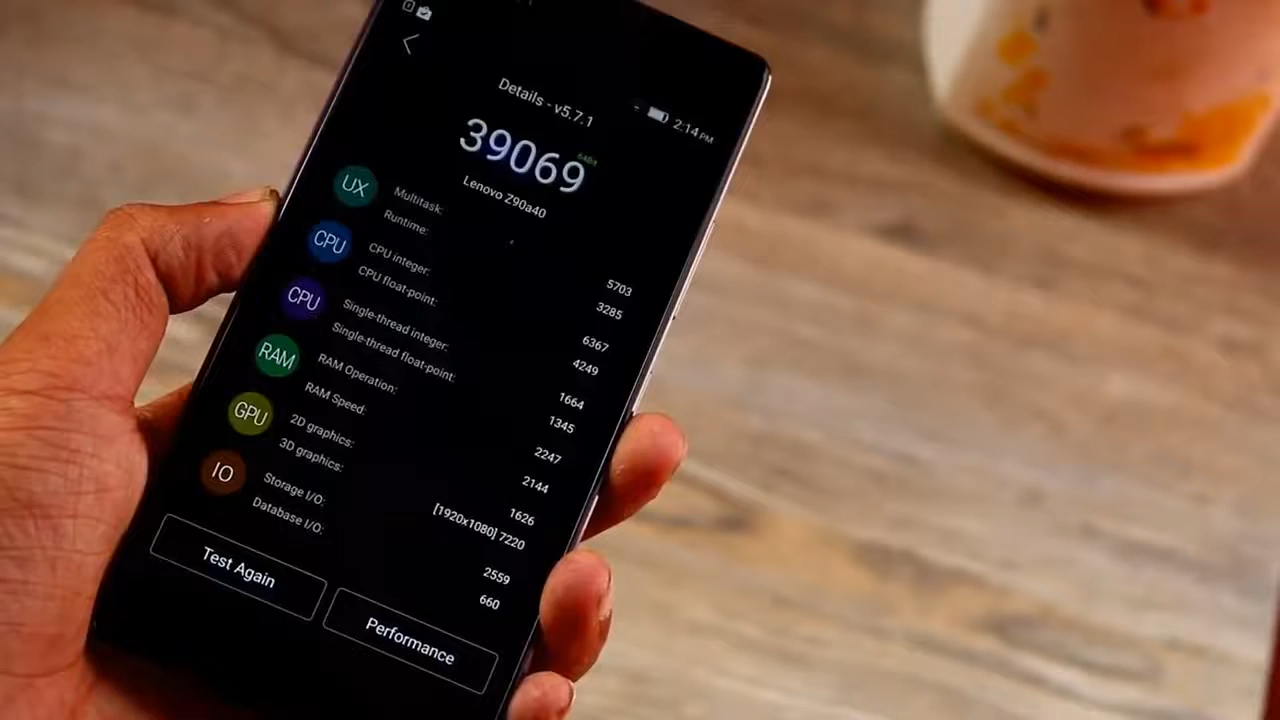 2:14 PM
Details - v5.7.1
39069 64Bit
Lenovo Z90a40
UX Multitask: 5703
Runtime: 3285
CPU CPU integer: 6367
CPU float-point: 4249
CPU Single-thread integer: 1664
Single-thread float-point: 1345
RAM RAM Operation: 2247
RAM Speed: 2144
GPU 2D graphics: 1626
3D graphics: [1920x1080] 7220
IO Storage I/O: 2559
Database I/O: 660
Test Again
Performance